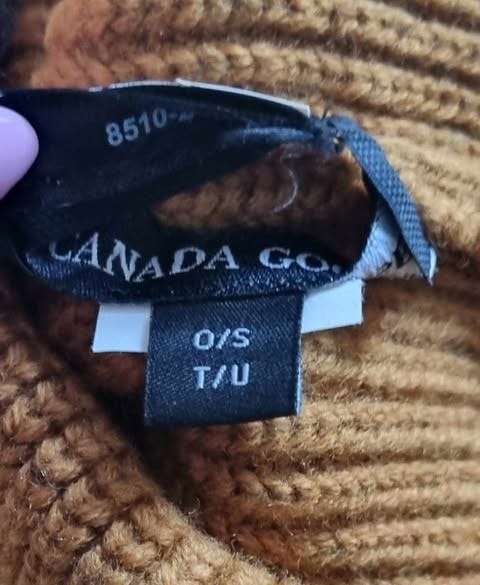 8510-
CANADA GO
O/S
T/U